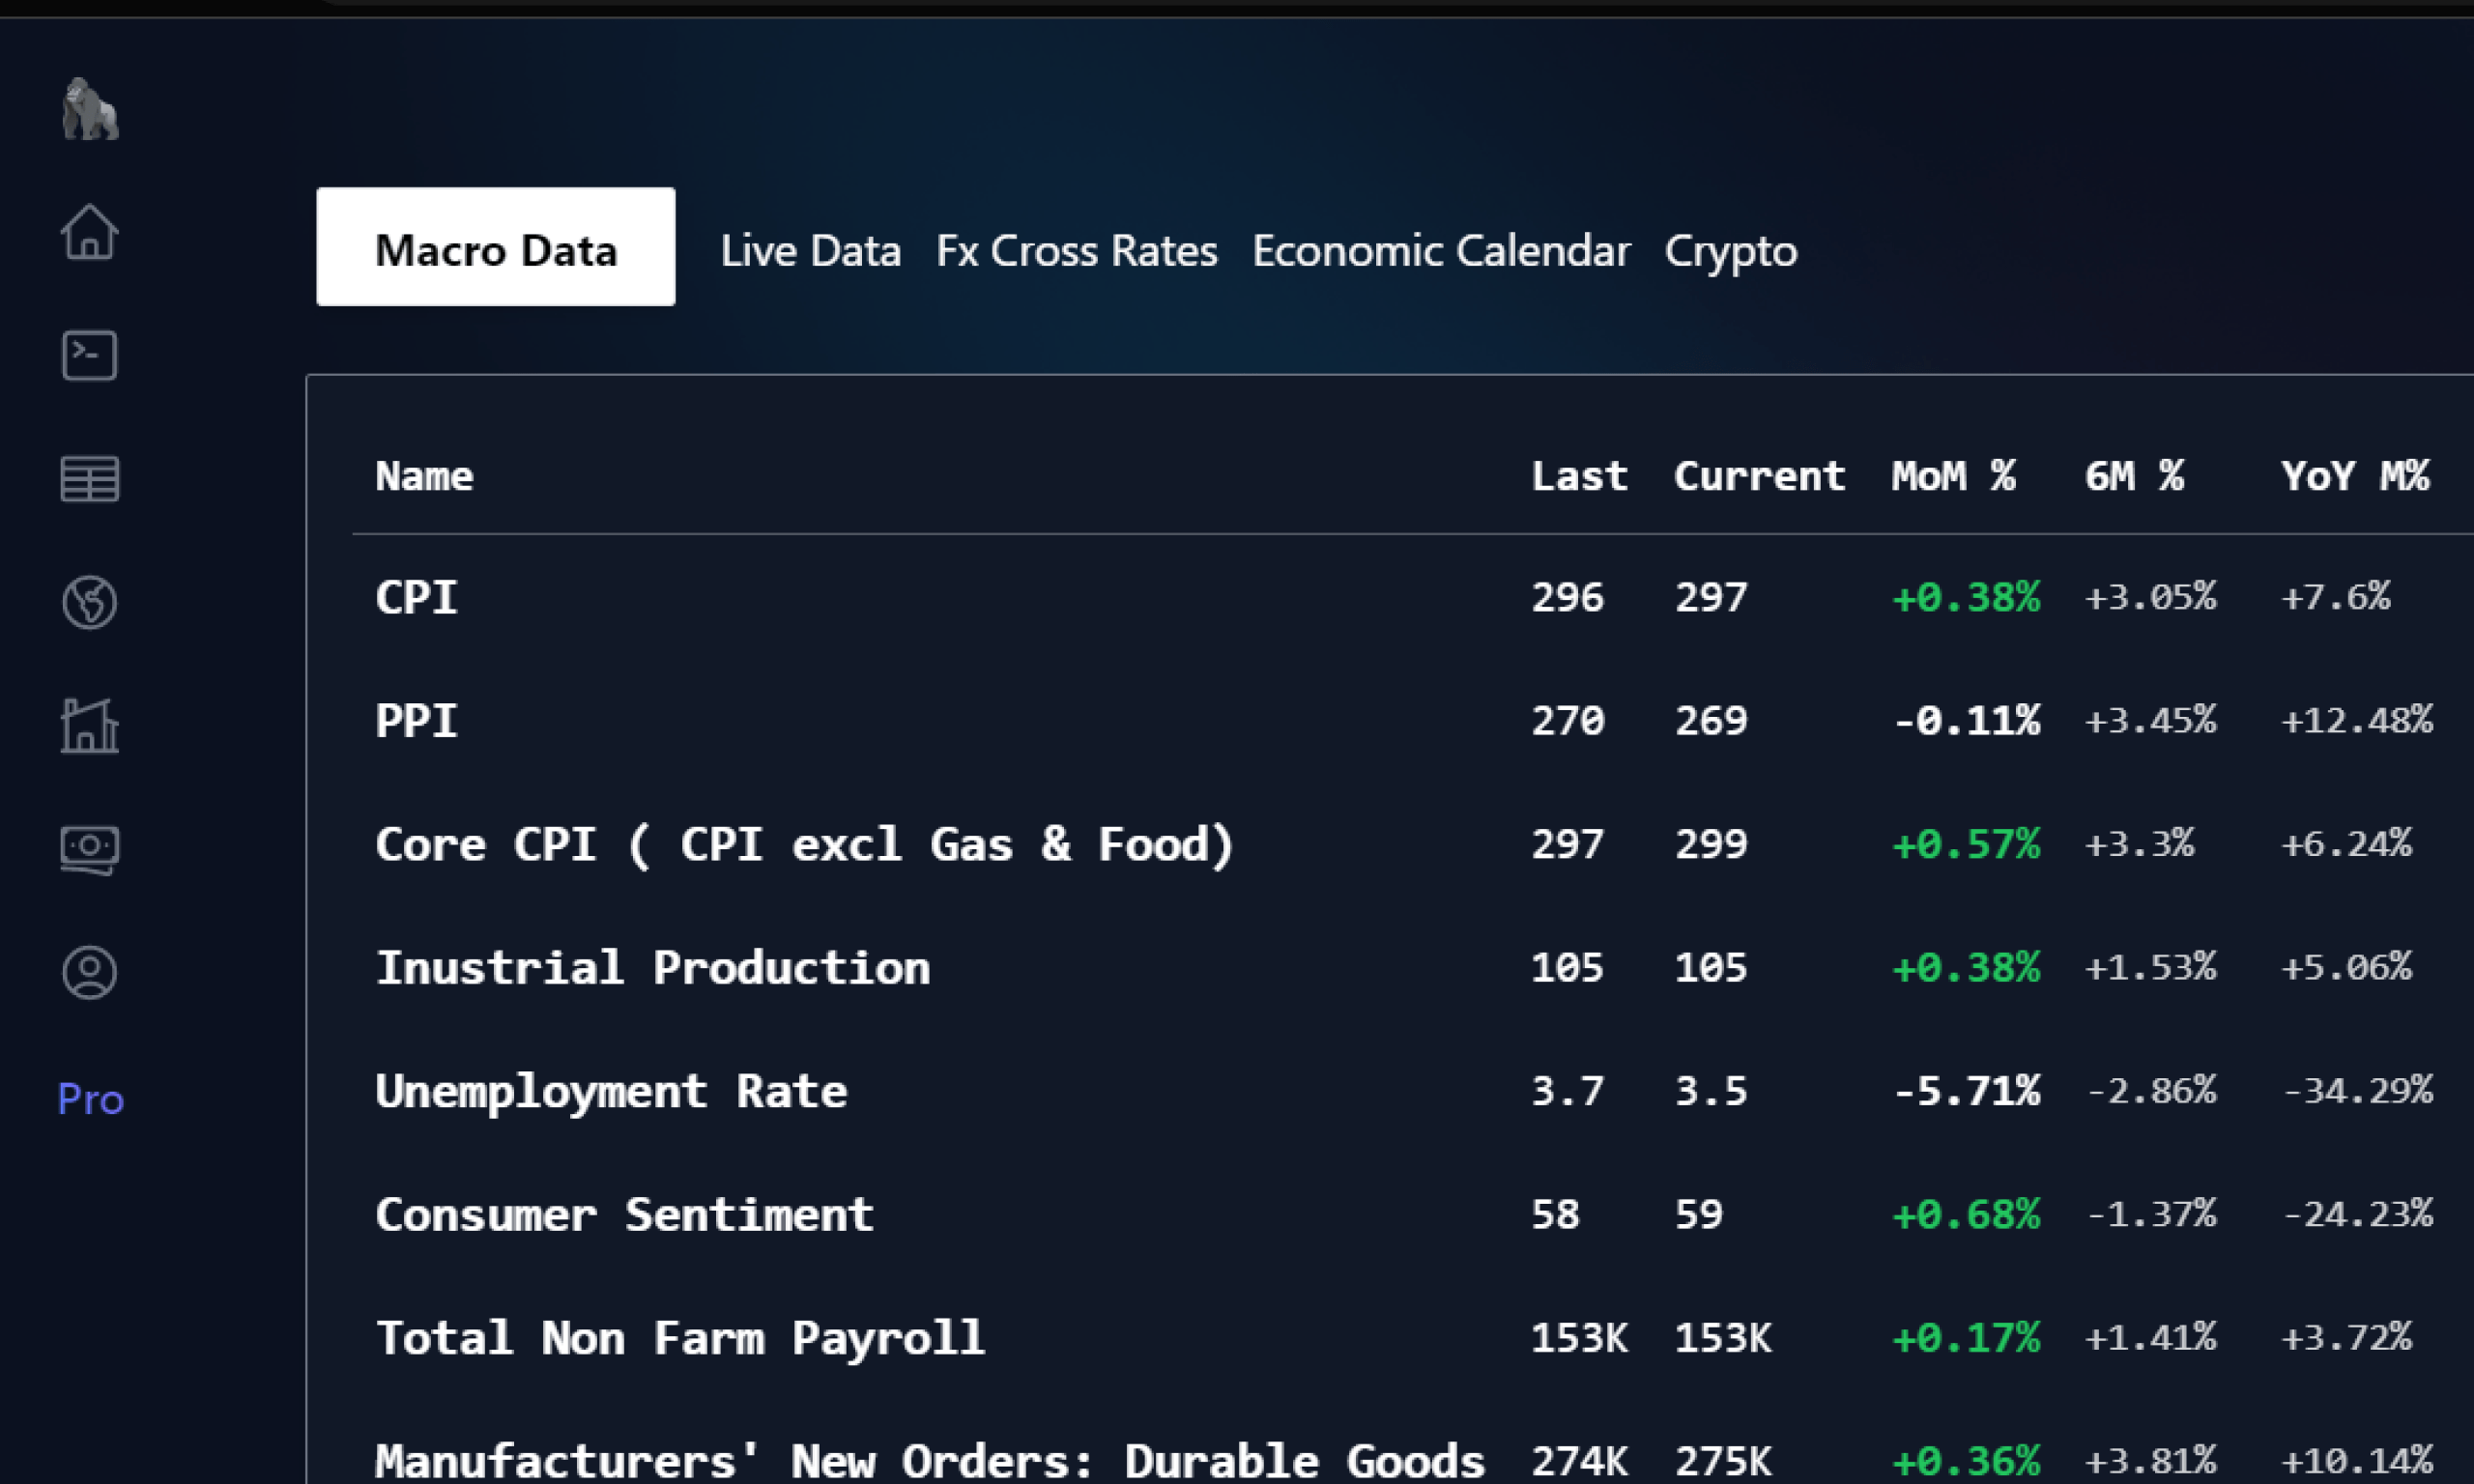 Macro Data Live Data Fx Cross Rates Economic Calendar Crypto
Name Last Current MoM % 6M % YoY M%
CPI 296 297 +0.38% +3.05% +7.6%
PPI 270 269 -0.11% +3.45% +12.48%
Core CPI ( CPI excl Gas & Food) 297 299 +0.57% +3.3% +6.24%
Inustrial Production 105 105 +0.38% +1.53% +5.06%
Unemployment Rate 3.7 3.5 -5.71% -2.86% -34.29%
Pro
Consumer Sentiment 58 59 +0.68% -1.37% -24.23%
Total Non Farm Payroll 153K 153K +0.17% +1.41% +3.72%
Manufacturers' New Orders: Durable Goods 274K 275K +0.36% +3.81% +10.14%